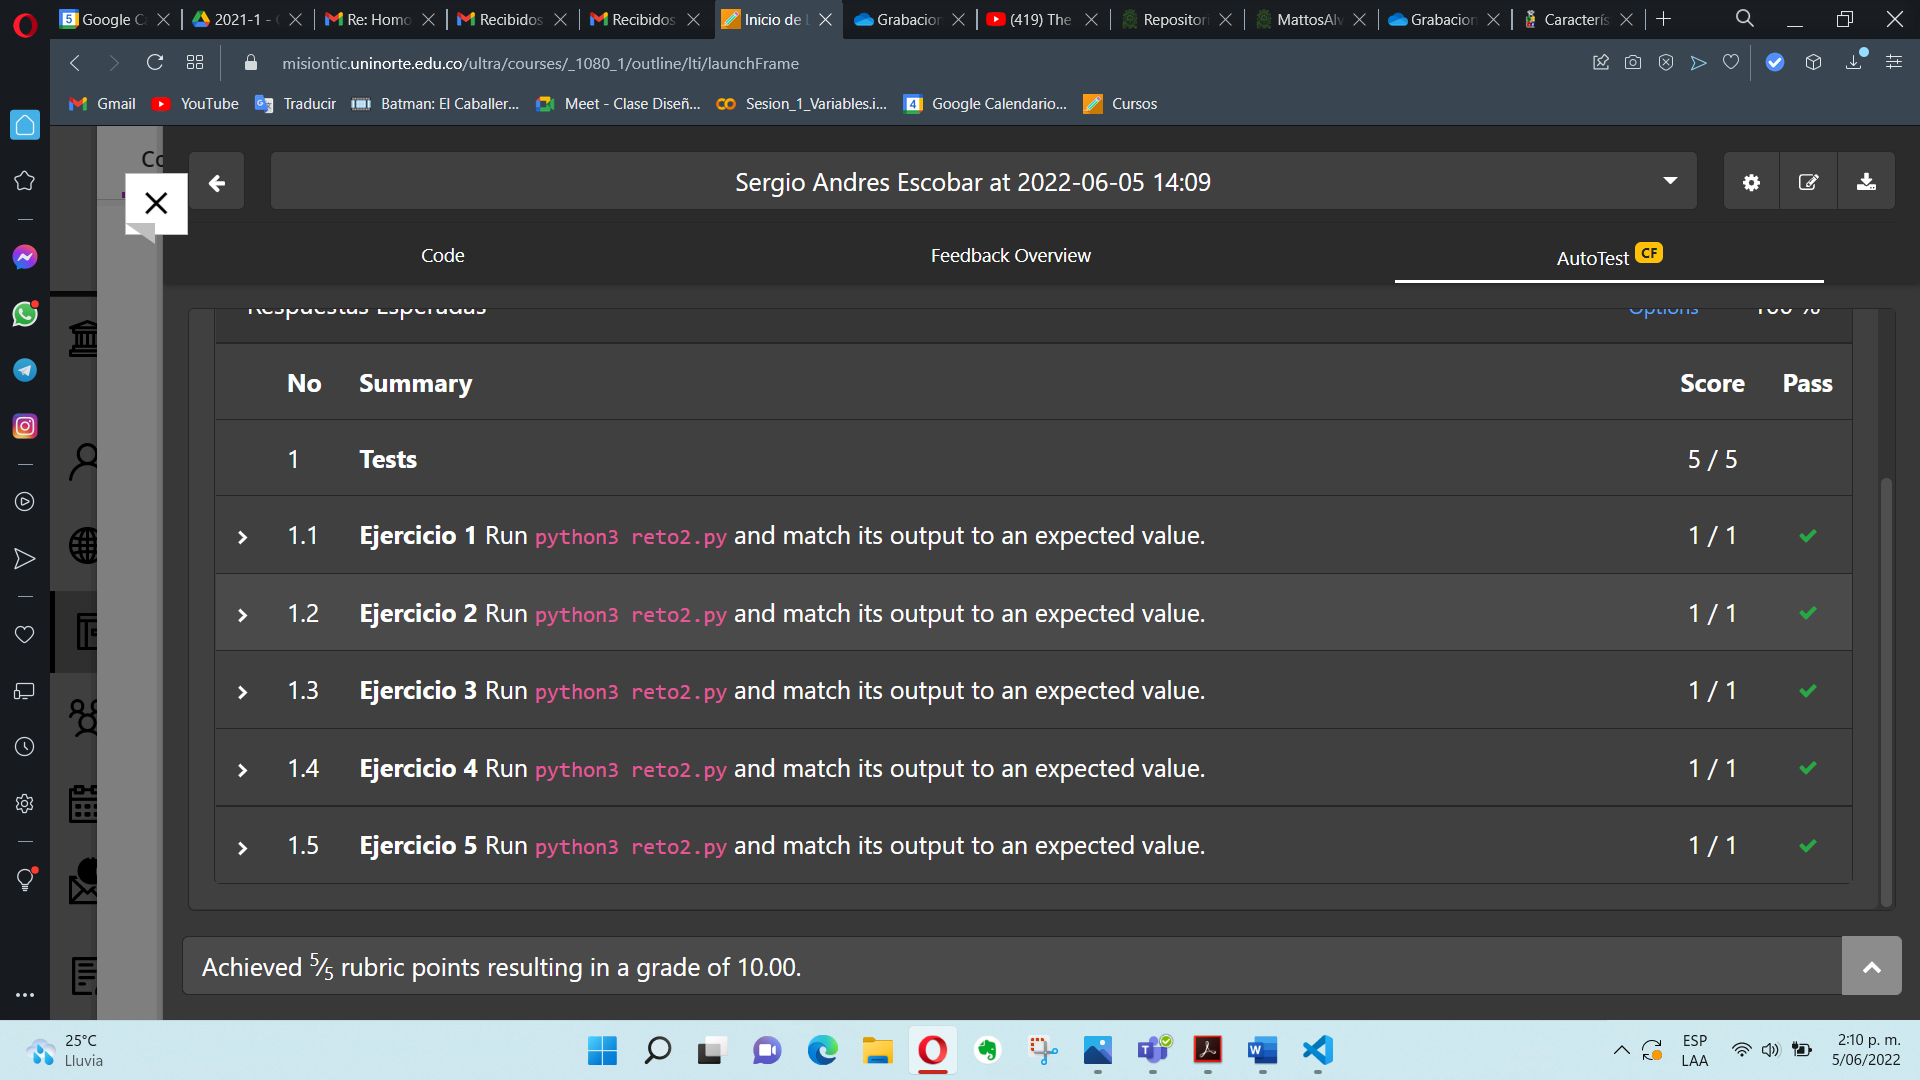 Google Ca
2021-1 -
Re: Homo
Recibidos
Recibidos
Inicio de
Grabacion
(419) The
Repositori
MattosAlv
Grabacion
Caracterís
misiontic.uninorte.edu.co/ultra/courses/_1080_1/outline/lti/launchFrame
Gmail
YouTube
Traducir
Batman: El Caballer...
Meet - Clase Diseñ...
Sesion_1_Variables.i...
Google Calendario...
Cursos
Co
Sergio Andres Escobar at 2022-06-05 14:09
Code
Feedback Overview
AutoTest CF
Respuestas Esperadas Options 100 %
No Summary Score Pass
1 Tests 5 / 5
1.1 Ejercicio 1 Run python3 reto2.py and match its output to an expected value. 1 / 1
1.2 Ejercicio 2 Run python3 reto2.py and match its output to an expected value. 1 / 1
1.3 Ejercicio 3 Run python3 reto2.py and match its output to an expected value. 1 / 1
1.4 Ejercicio 4 Run python3 reto2.py and match its output to an expected value. 1 / 1
1.5 Ejercicio 5 Run python3 reto2.py and match its output to an expected value. 1 / 1
Achieved 5/5 rubric points resulting in a grade of 10.00.
25°C
Lluvia
ESP
LAA
2:10 p. m.
5/06/2022